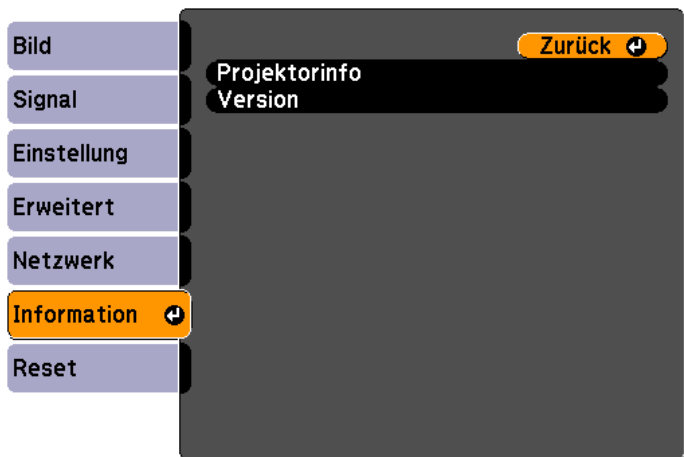 Bild
Signal
Einstellung
Erweitert
Netzwerk
Information
Reset
Zurück
Projektorinfo
Version